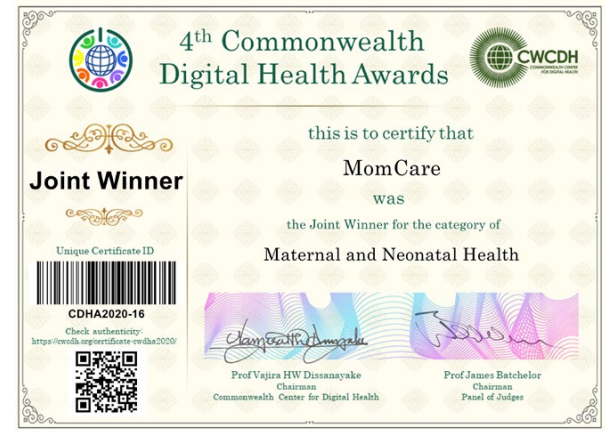 4th Commonwealth
Digital Health Awards
CWCDH
COMMONWEALTH CENTRE
FOR DIGITAL HEALTH
this is to certify that
MomCare
was
the Joint Winner for the category of
Maternal and Neonatal Health
Joint Winner
Unique Certificate ID
CDHA2020-16
Check authenticity:
https://cwcdh.org/certificate-cwdha2020/
Prof Vajira HW Dissanayake
Chairman
Commonwealth Center for Digital Health
Prof James Batchelor
Chairman
Panel of Judges